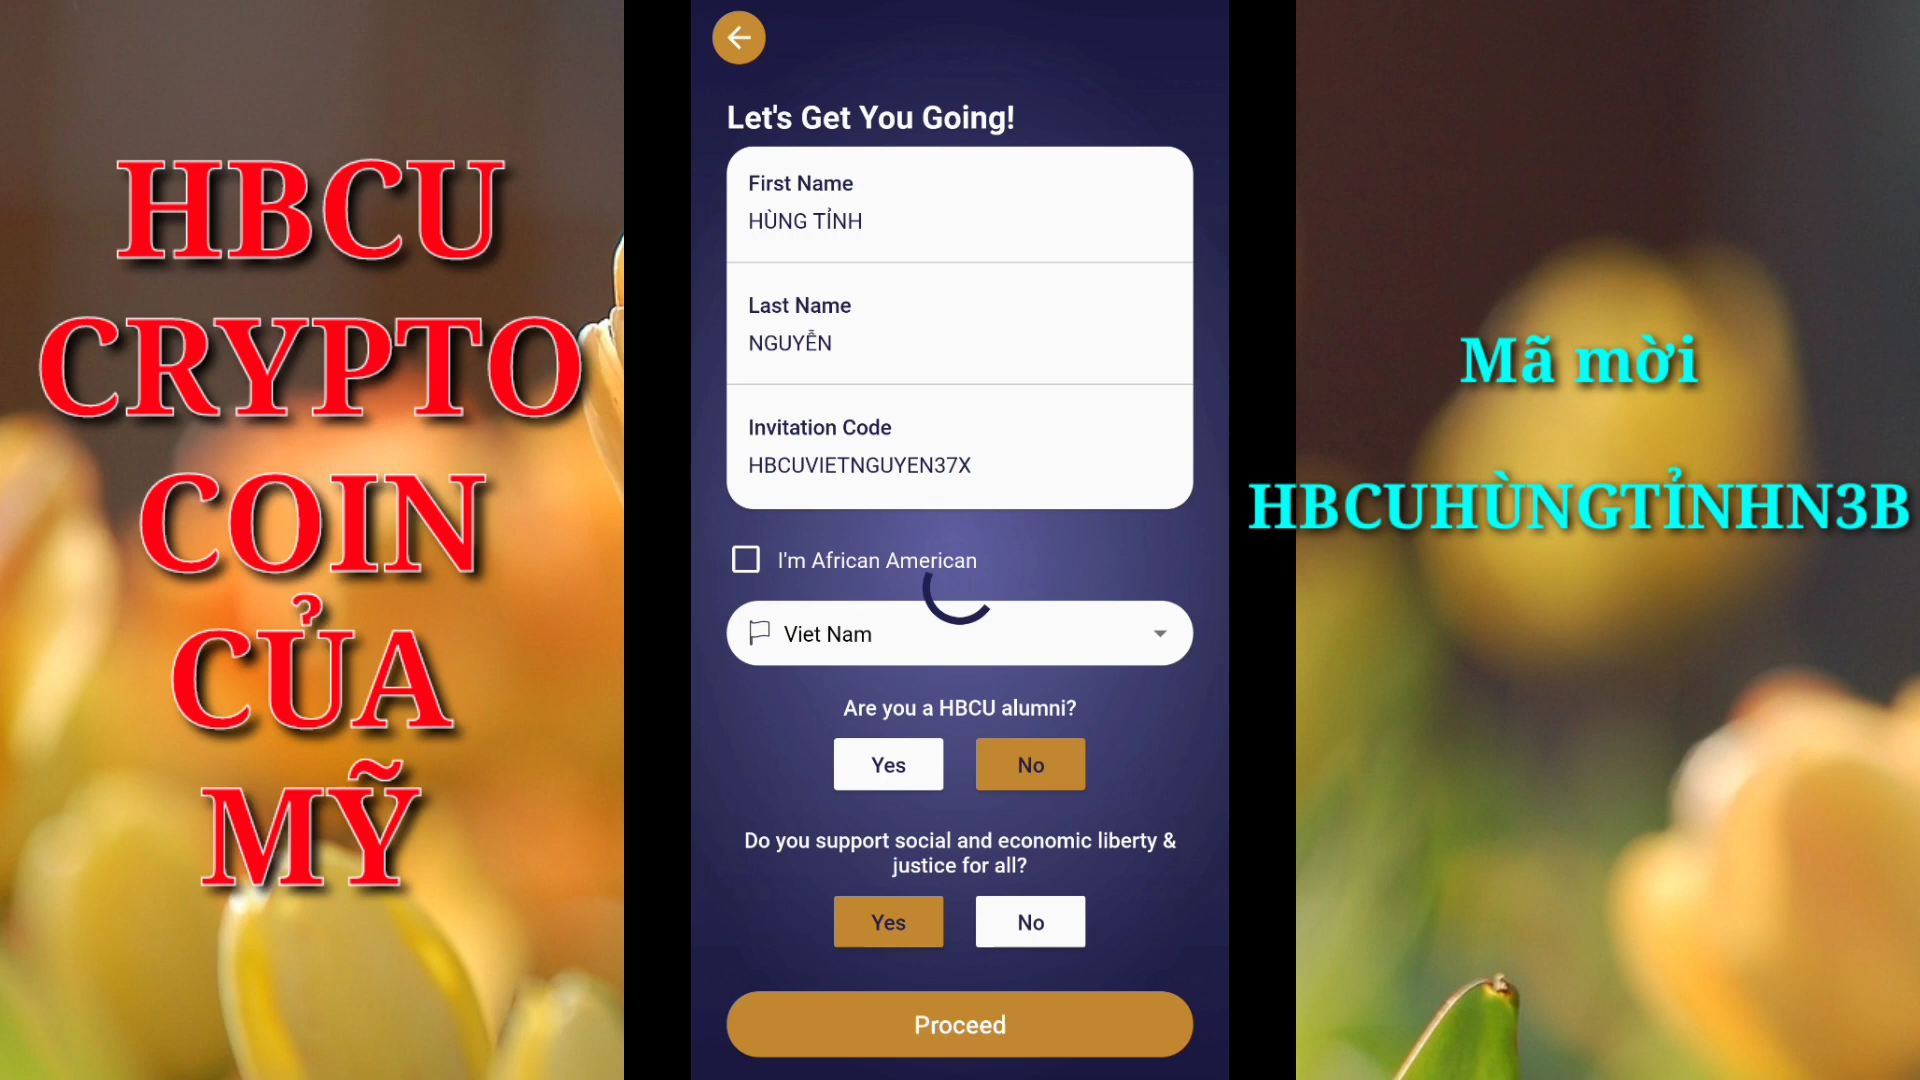 HBCU
CRYPTO
COIN
CỦA
MỸ
Let's Get You Going!
First Name
HÙNG TỈNH
Last Name
NGUYỄN
Invitation Code
HBCUVIETNGUYEN37X
I'm African American
Viet Nam
Are you a HBCU alumni?
Yes
No
Do you support social and economic liberty &
justice for all?
Yes
No
Proceed
Mã mời
HBCUHÙNGTỈNHN3B